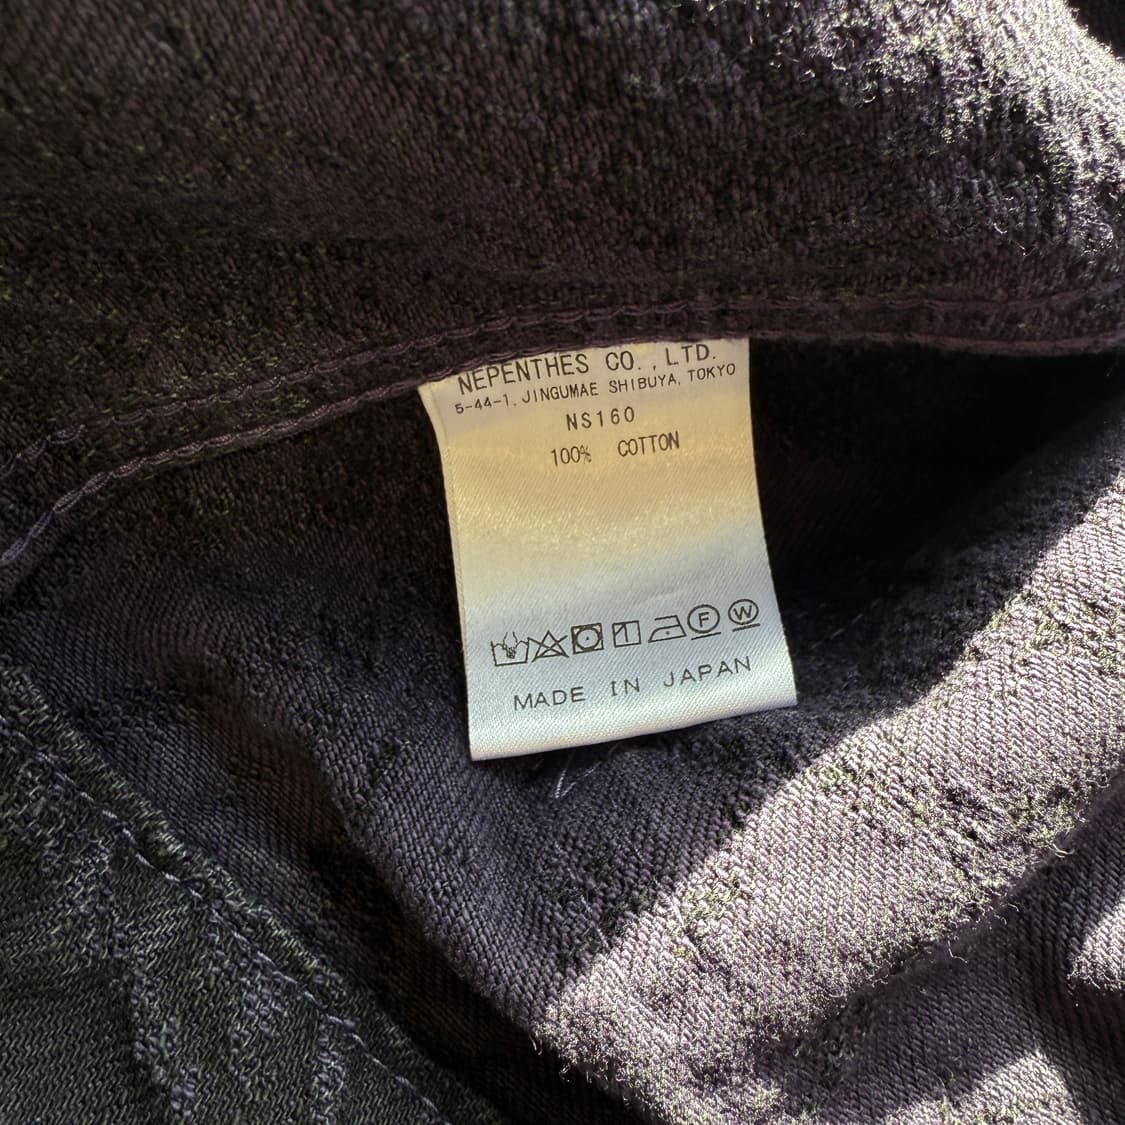 NEPENTHES CO., LTD.
5-44-1, JINGUMAE SHIBUYA, TOKYO
NS160
100% COTTON
F W
MADE IN JAPAN